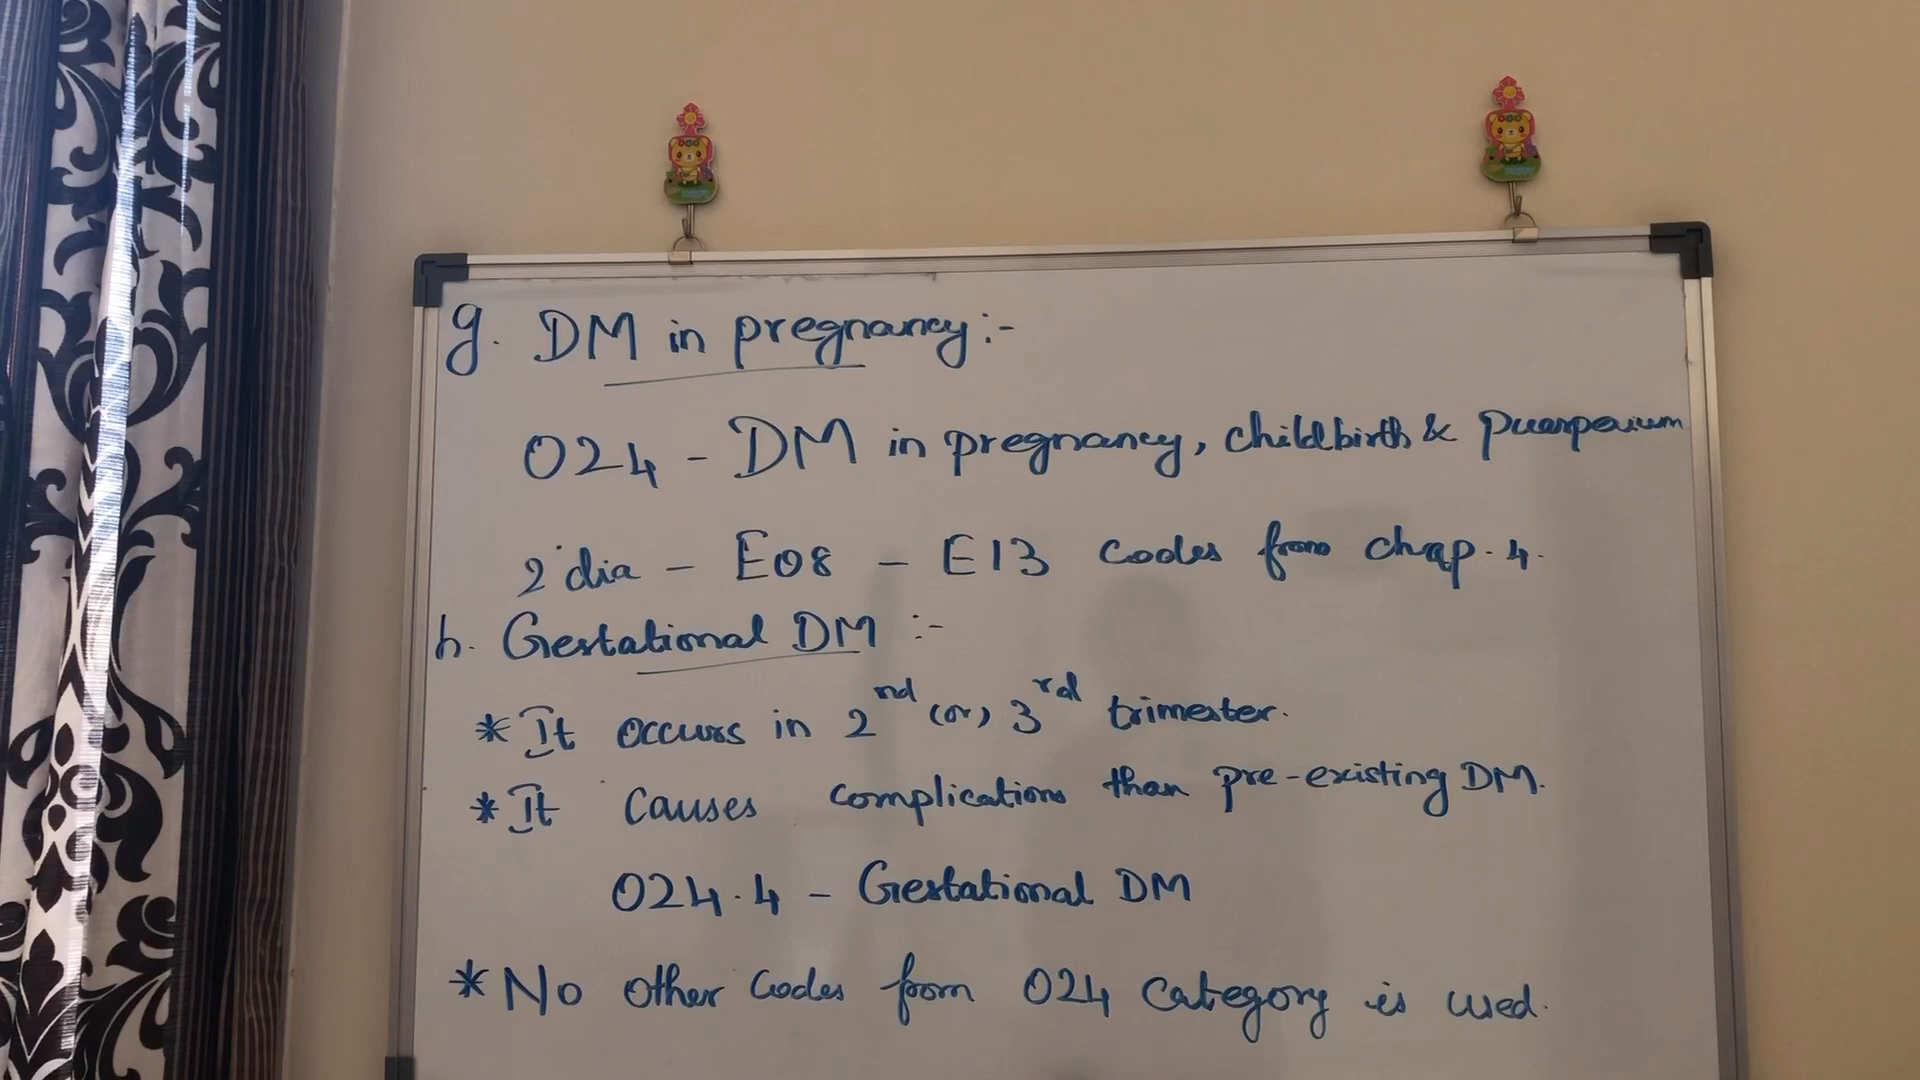 g. DM in pregnancy:-
O24 - DM in pregnancy, childbirth & Puerperium
2° dia - E08 - E13 codes from chap. 4.
h. Gestational DM :-
* It occurs in 2nd (or) 3rd trimester.
* It causes complications than pre-existing DM.
O24.4 - Gestational DM
* No other codes from O24 category is used.